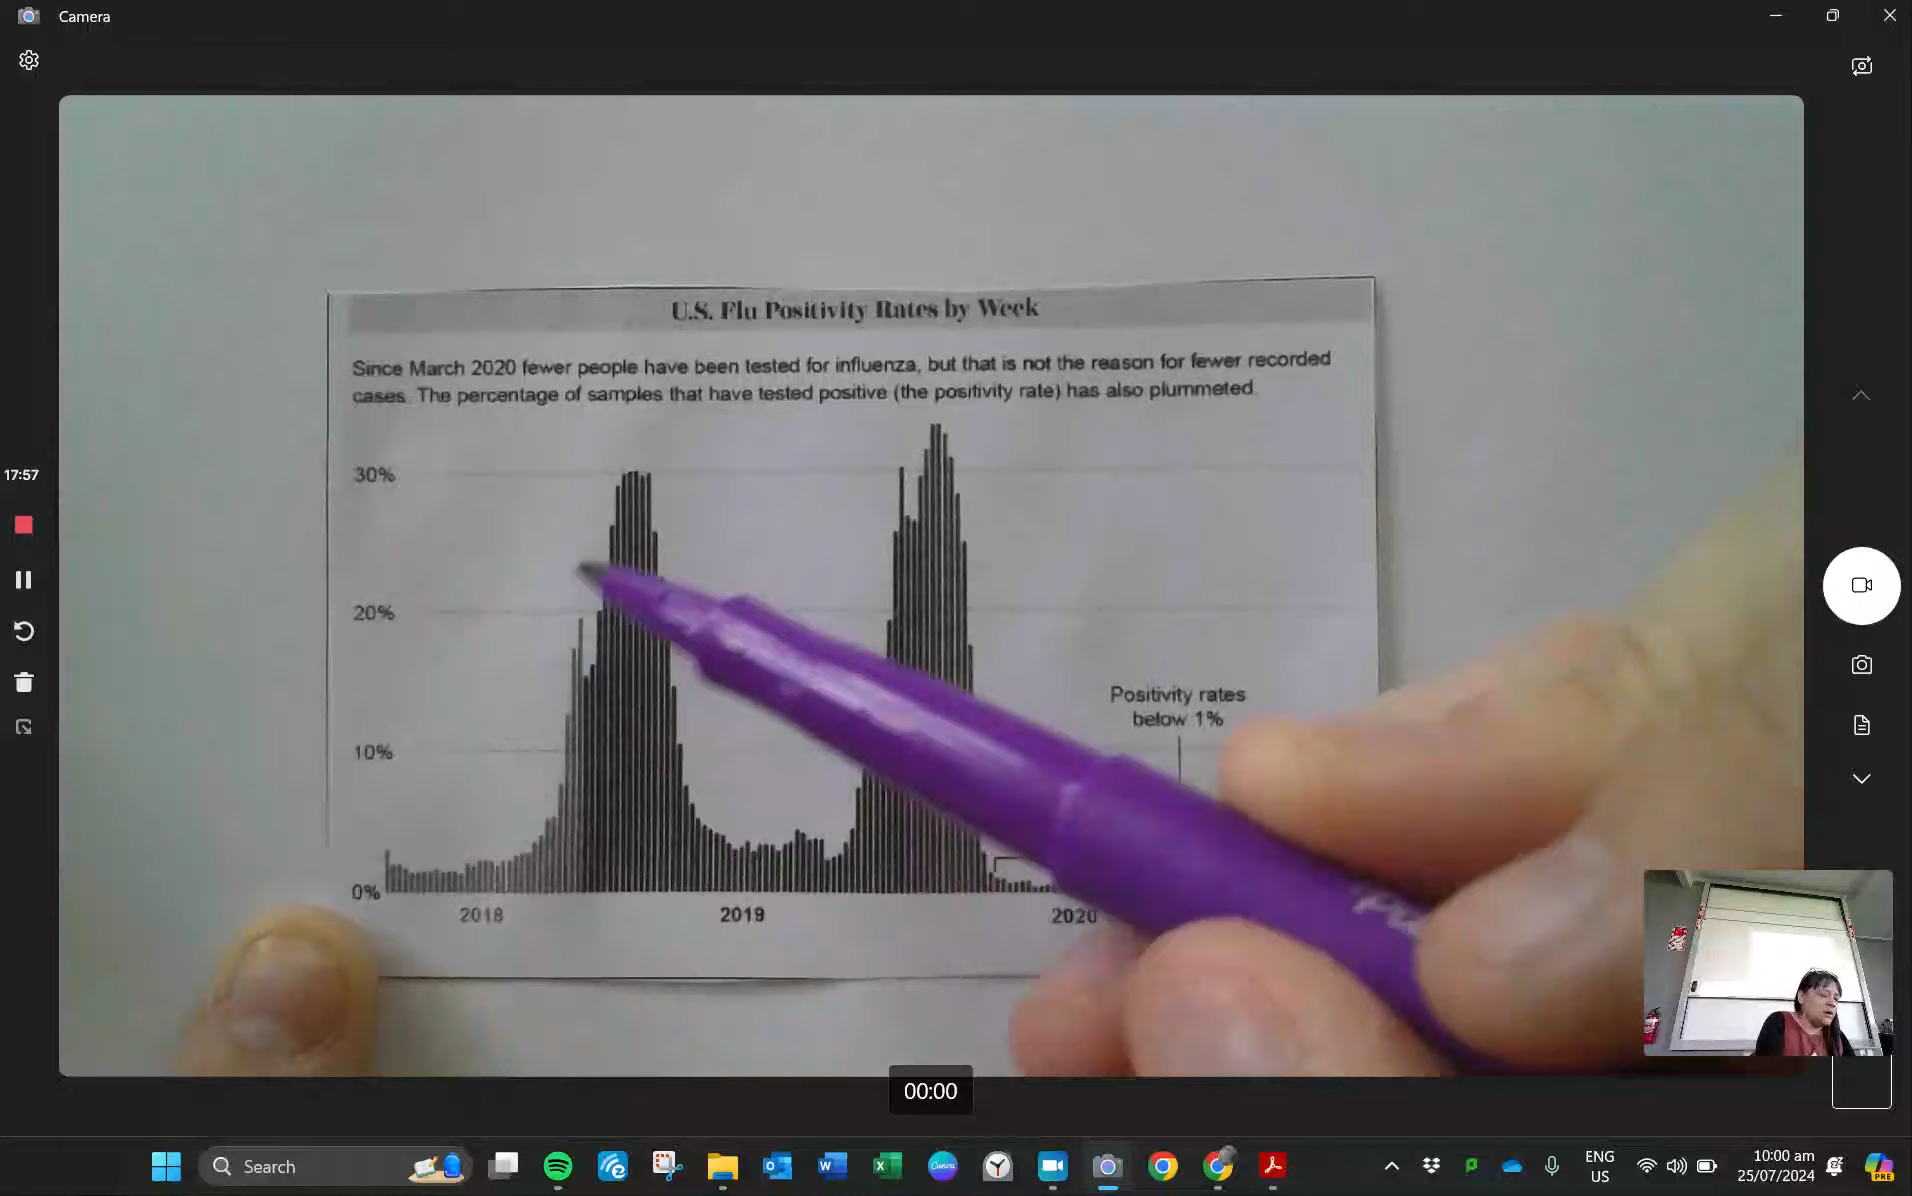 Camera
17:57
U.S. Flu Positivity Rates by Week
Since March 2020 fewer people have been tested for influenza, but that is not the reason for fewer recorded
cases. The percentage of samples that have tested positive (the positivity rate) has also plummeted.
30%
20%
10%
0%
Positivity rates
below 1%
2018
2019
2020
00:00
Search
ENG
US
10:00 am
25/07/2024